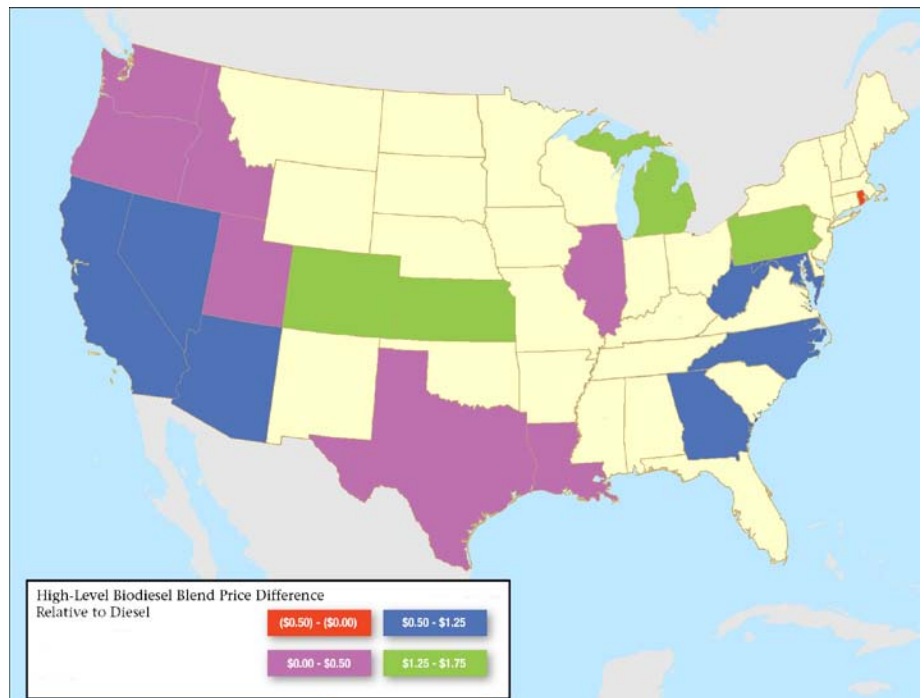 High-Level Biodiesel Blend Price Difference
Relative to Diesel
($0.50) - ($0.00)
$0.50 - $1.25
$0.00 - $0.50
$1.25 - $1.75